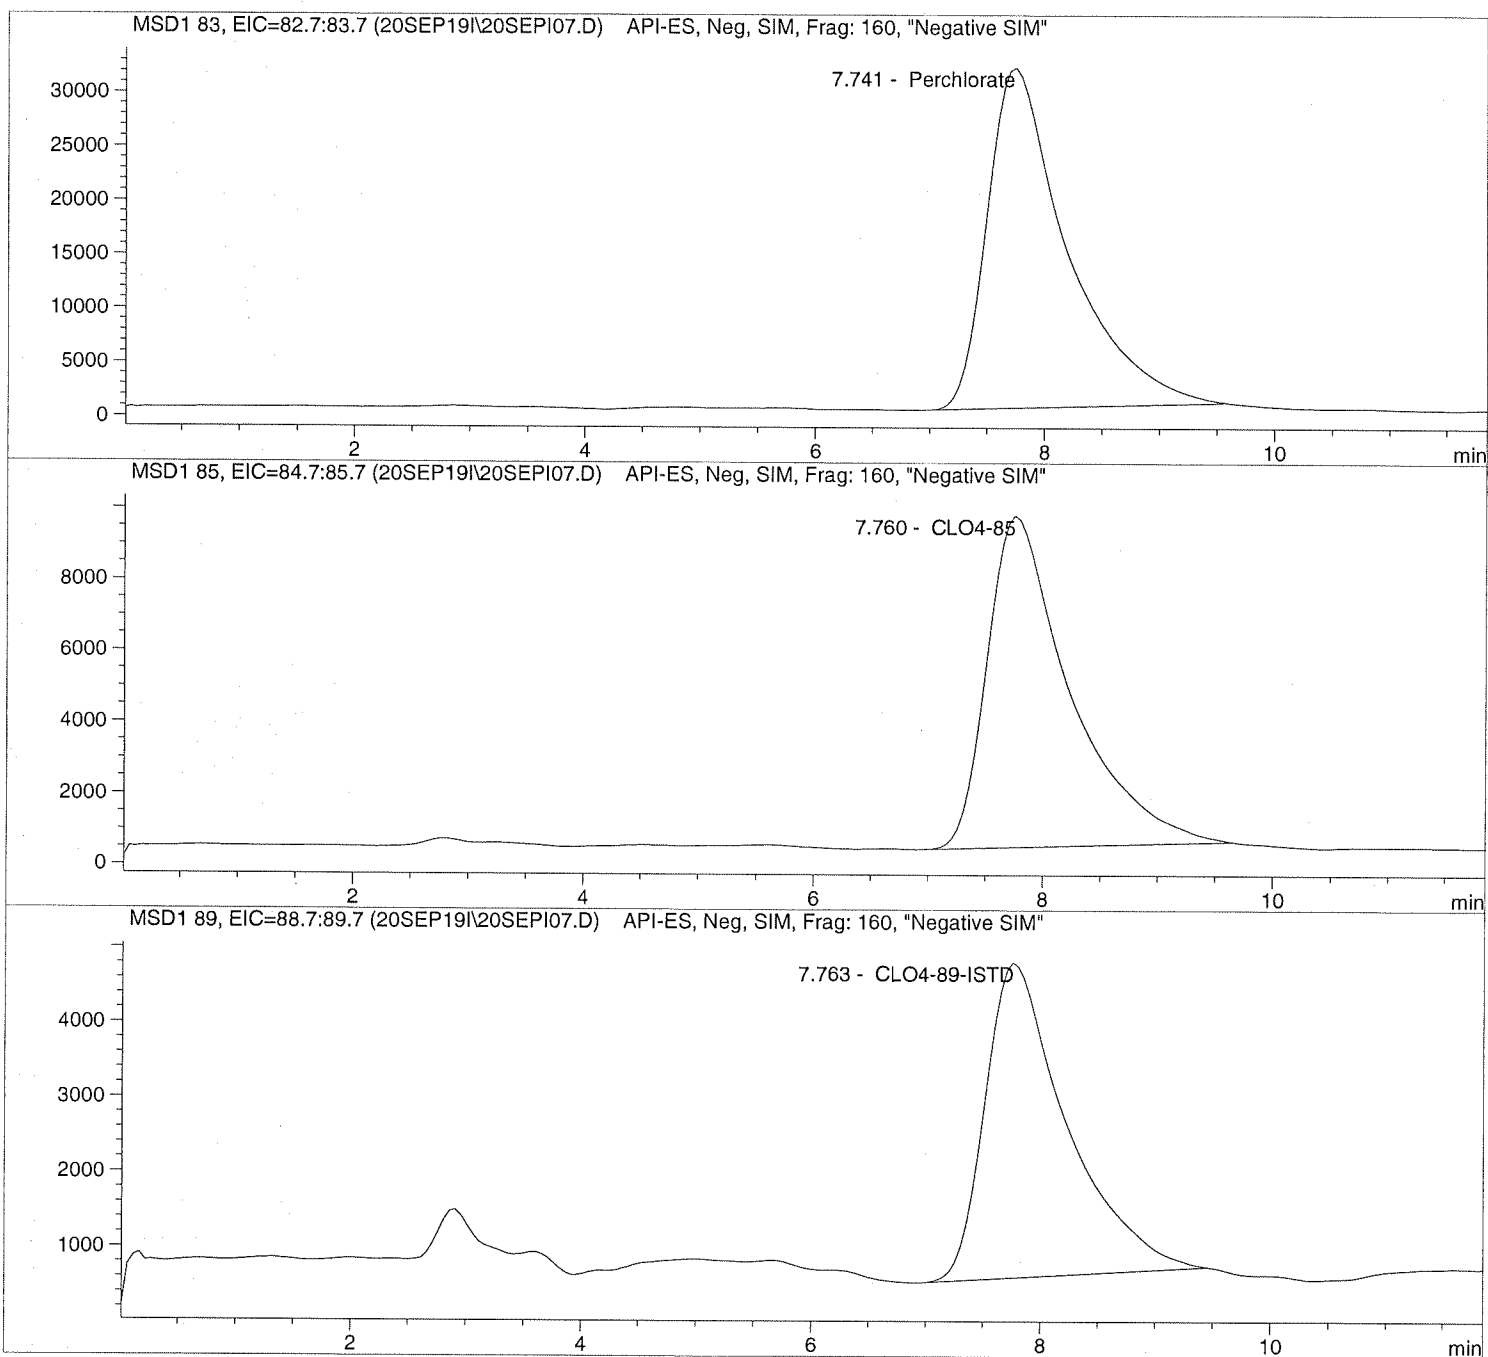 MSD1 83, EIC=82.7:83.7 (20SEP19I\20SEPI07.D)    API-ES, Neg, SIM, Frag: 160, "Negative SIM"
7.741 - Perchlorate
30000
25000
20000
15000
10000
5000
0
2 4 6 8 10 min
MSD1 85, EIC=84.7:85.7 (20SEP19I\20SEPI07.D)    API-ES, Neg, SIM, Frag: 160, "Negative SIM"
7.760 - CLO4-85
8000
6000
4000
2000
0
2 4 6 8 10 min
MSD1 89, EIC=88.7:89.7 (20SEP19I\20SEPI07.D)    API-ES, Neg, SIM, Frag: 160, "Negative SIM"
7.763 - CLO4-89-ISTD
4000
3000
2000
1000
2 4 6 8 10 min